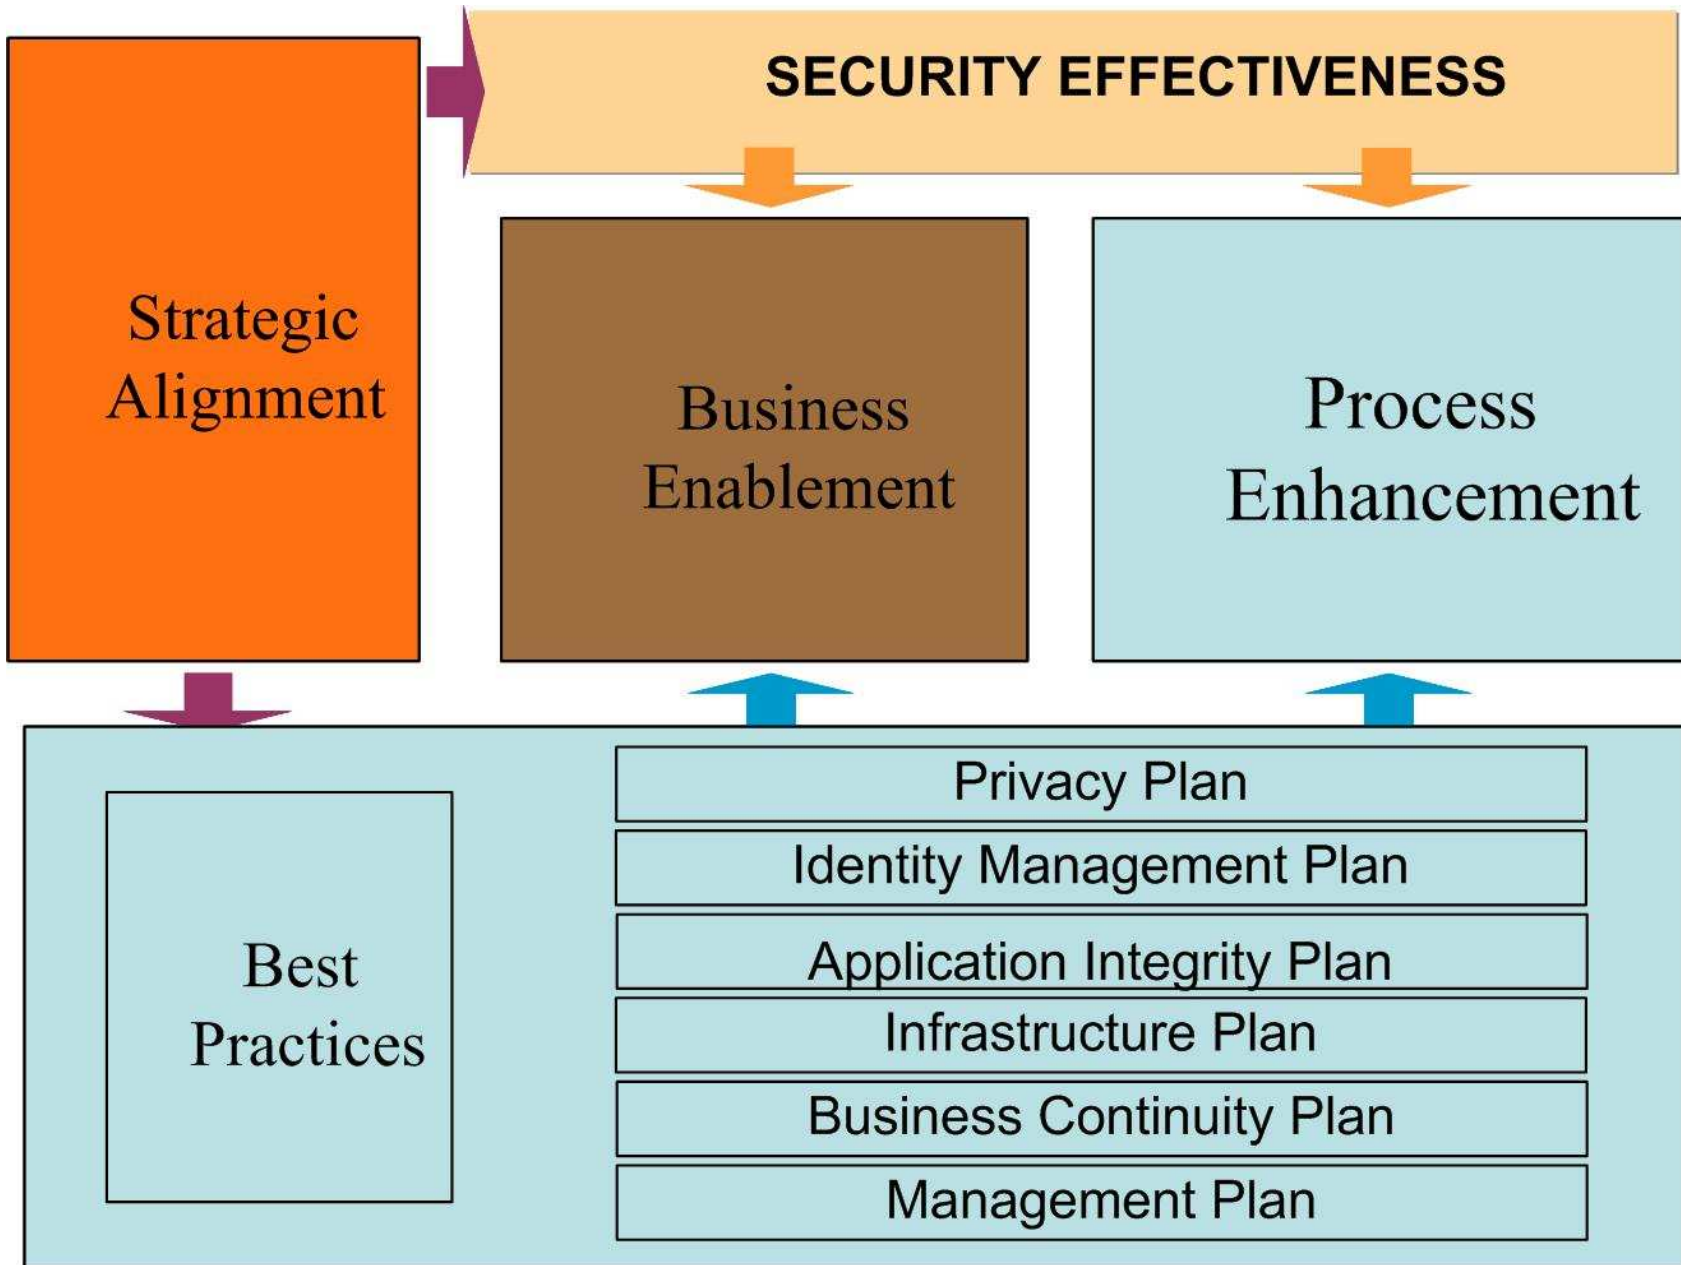 SECURITY EFFECTIVENESS
Strategic
Alignment
Business
Enablement
Process
Enhancement
Best
Practices
Privacy Plan
Identity Management Plan
Application Integrity Plan
Infrastructure Plan
Business Continuity Plan
Management Plan